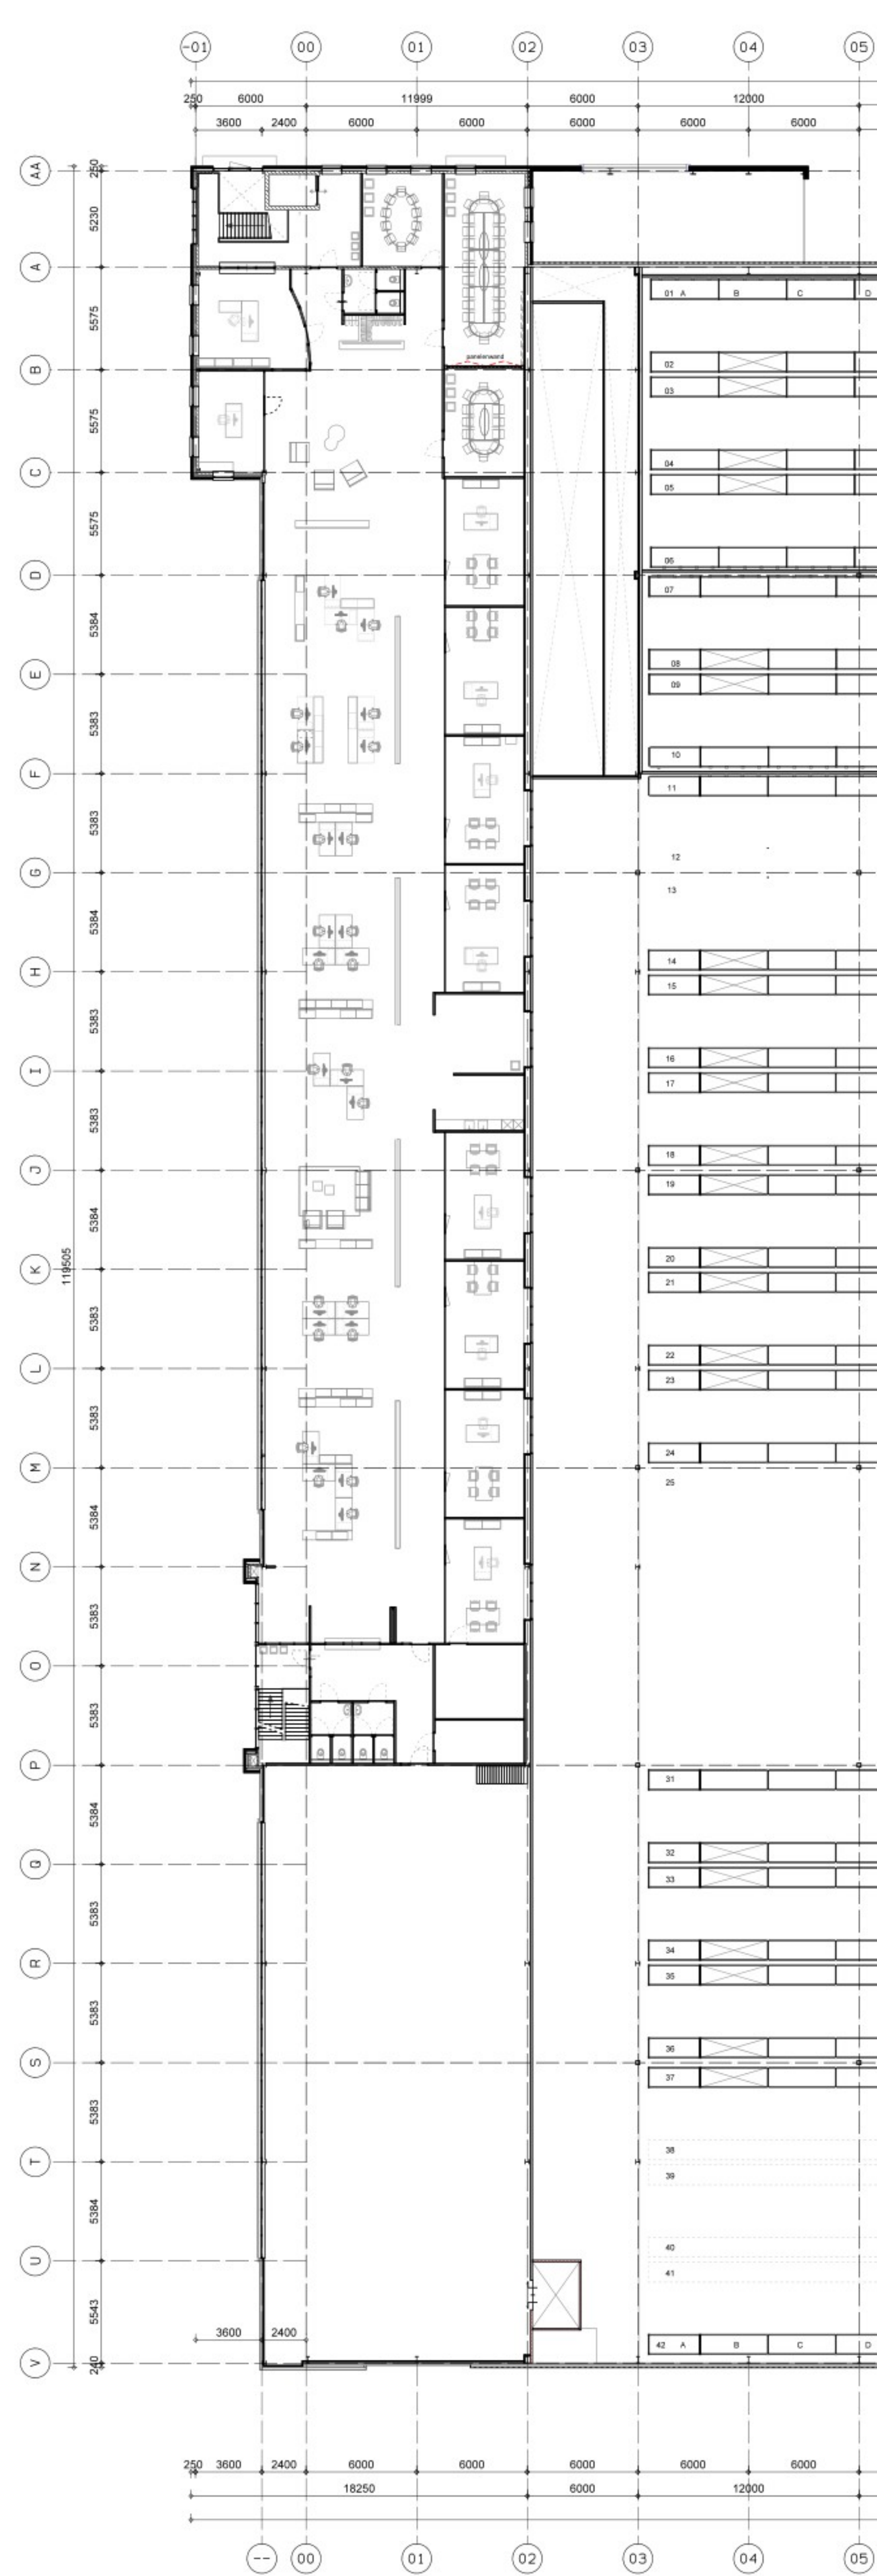 -01 00 01 02 03 04 05
250 6000 11999 6000 12000
3600 2400 6000 6000 6000 6000 6000
AA
250
5230
A
01 A B C D
5575
B
panelenwand
02
03
5575
C
04
05
5575
D
06
07
5384
E
08
09
5383
F
10
11
5383
12
G
13
5384
H
14
15
5383
I
16
17
5383
J
18
19
5384
K
119505
20
21
5383
L
22
23
5383
M
24
25
5384
N
5383
O
5383
P
31
5384
Q
32
33
5383
R
34
35
5383
S
36
37
5383
T
38
39
5384
U
40
41
5543
3600 2400
42 A B C D
V
240
250 3600 2400 6000 6000 6000 6000 6000
18250 6000 12000
-- 00 01 02 03 04 05